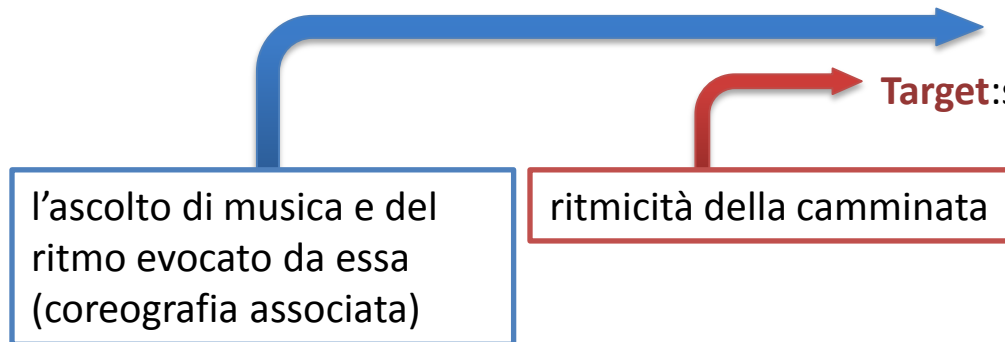 Target:s
l’ascolto di musica e del
ritmo evocato da essa
(coreografia associata)
ritmicità della camminata